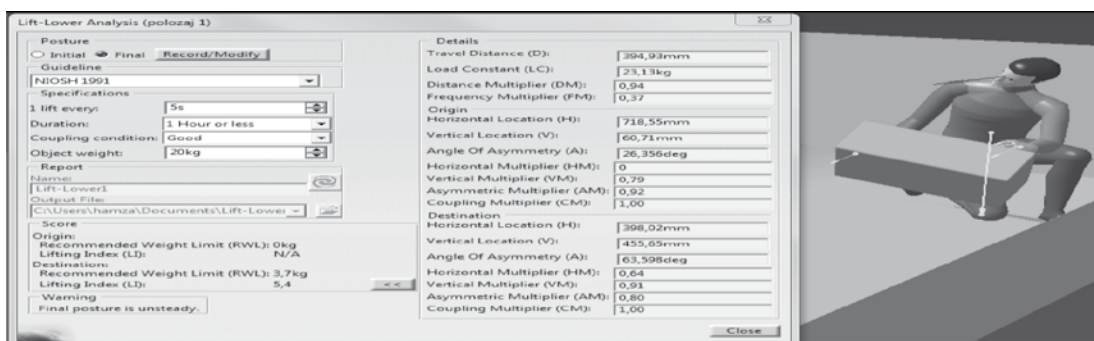 Lift-Lower Analysis (polozaj 1)
Posture
Initial Final Record/Modify
Guideline
NIOSH 1991
Specifications
1 lift every: 5s
Duration: 1 Hour or less
Coupling condition: Good
Object weight: 20kg
Report
Name:
Lift-Lower1
Output File:
C:\Users\hamza\Documents\Lift-Lower
Score
Origin:
Recommended Weight Limit (RWL): 0kg
Lifting Index (LI): N/A
Destination:
Recommended Weight Limit (RWL): 3,7kg
Lifting Index (LI): 5,4
<<
Warning
Final posture is unsteady.
Details
Travel Distance (D): 394,93mm
Load Constant (LC): 23,13kg
Distance Multiplier (DM): 0,94
Frequency Multiplier (FM): 0,37
Origin
Horizontal Location (H): 718,55mm
Vertical Location (V): 60,71mm
Angle Of Asymmetry (A): 26,356deg
Horizontal Multiplier (HM): 0
Vertical Multiplier (VM): 0,79
Asymmetric Multiplier (AM): 0,92
Coupling Multiplier (CM): 1,00
Destination
Horizontal Location (H): 398,02mm
Vertical Location (V): 455,65mm
Angle Of Asymmetry (A): 63,598deg
Horizontal Multiplier (HM): 0,64
Vertical Multiplier (VM): 0,91
Asymmetric Multiplier (AM): 0,80
Coupling Multiplier (CM): 1,00
Close